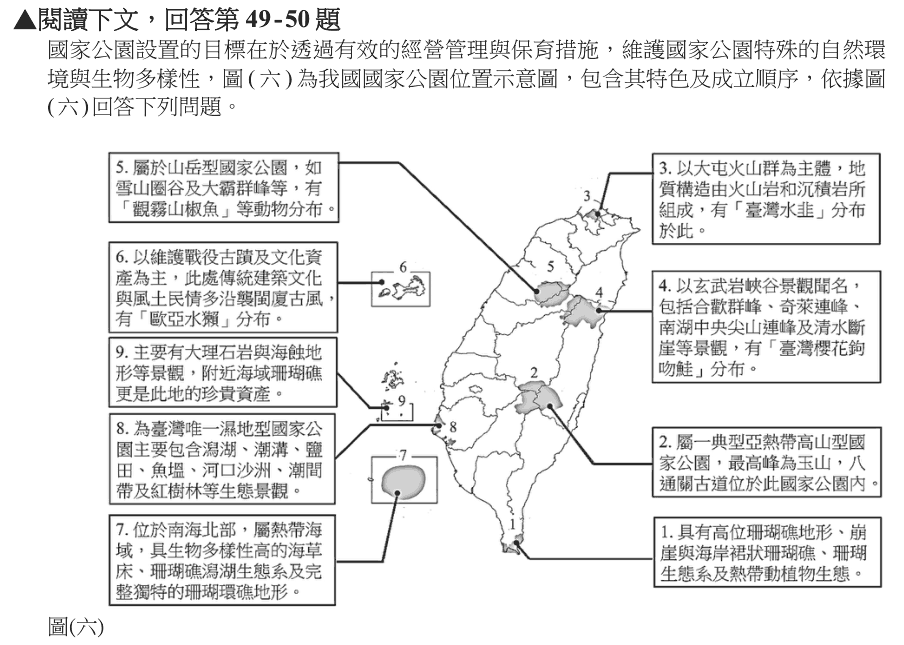 ▲閱讀下文，回答第 49-50 題
國家公園設置的目標在於透過有效的經營管理與保育措施，維護國家公園特殊的自然環
境與生物多樣性，圖(六)為我國國家公園位置示意圖，包含其特色及成立順序，依據圖
(六)回答下列問題。
5. 屬於山岳型國家公園，如
雪山圈谷及大霸群峰等，有
「觀霧山椒魚」等動物分布。
6. 以維護戰役古蹟及文化資
產為主，此處傳統建築文化
與風土民情多沿襲閩廈古風，
有「歐亞水獺」分布。
9. 主要有大理石岩與海蝕地
形等景觀，附近海域珊瑚礁
更是此地的珍貴資產。
8. 為臺灣唯一濕地型國家公
園主要包含潟湖、潮溝、鹽
田、魚塭、河口沙洲、潮間
帶及紅樹林等生態景觀。
7. 位於南海北部，屬熱帶海
域，具生物多樣性高的海草
床、珊瑚礁潟湖生態系及完
整獨特的珊瑚環礁地形。
3
5
6
4
2
9
8
7
1
3. 以大屯火山群為主體，地
質構造由火山岩和沉積岩所
組成，有「臺灣水韭」分布
於此。
4. 以玄武岩峽谷景觀聞名，
包括合歡群峰、奇萊連峰、
南湖中央尖山連峰及清水斷
崖等景觀，有「臺灣櫻花鉤
吻鮭」分布。
2. 屬一典型亞熱帶高山型國
家公園，最高峰為玉山，八
通關古道位於此國家公園內。
1. 具有高位珊瑚礁地形、崩
崖與海岸裙狀珊瑚礁、珊瑚
生態系及熱帶動植物生態。
圖(六)